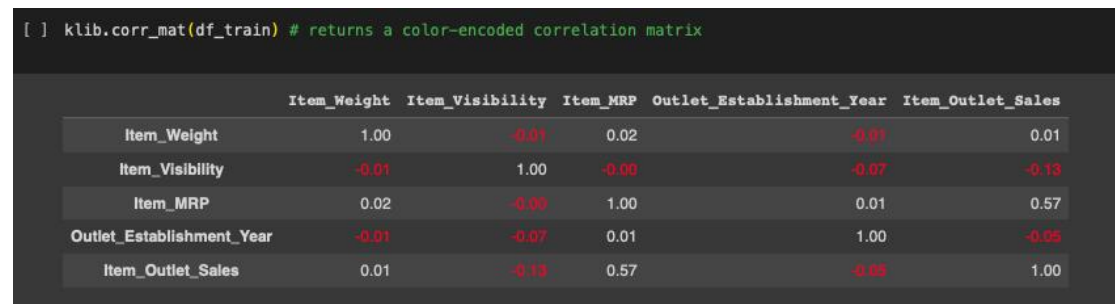 [ ] klib.corr_mat(df_train) # returns a color-encoded correlation matrix
Item_Weight Item_Visibility Item_MRP Outlet_Establishment_Year Item_Outlet_Sales
Item_Weight 1.00 -0.01 0.02 -0.01 0.01
Item_Visibility -0.01 1.00 -0.00 -0.07 -0.13
Item_MRP 0.02 -0.00 1.00 0.01 0.57
Outlet_Establishment_Year -0.01 -0.07 0.01 1.00 -0.05
Item_Outlet_Sales 0.01 -0.13 0.57 -0.05 1.00